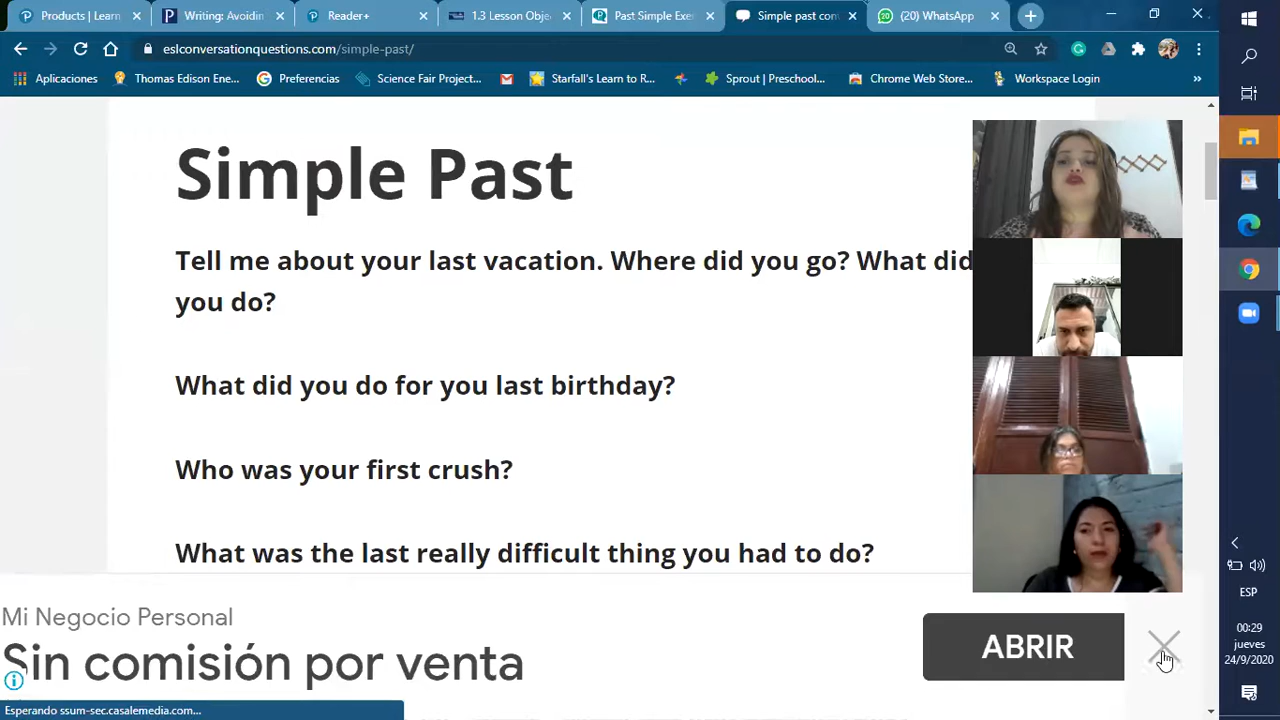 Products | Learn
Writing: Avoidin
Reader+
1.3 Lesson Obje
Past Simple Exe
Simple past con
(20) WhatsApp
eslconversationquestions.com/simple-past/
Aplicaciones
Thomas Edison Ene...
Preferencias
Science Fair Project...
Starfall's Learn to R...
Sprout | Preschool...
Chrome Web Store...
Workspace Login
»
Simple Past
Tell me about your last vacation. Where did you go? What did
you do?
What did you do for you last birthday?
Who was your first crush?
What was the last really difficult thing you had to do?
Mi Negocio Personal
Sin comisión por venta
ABRIR
Esperando ssum-sec.casalemedia.com...
ESP
00:29
jueves
24/9/2020